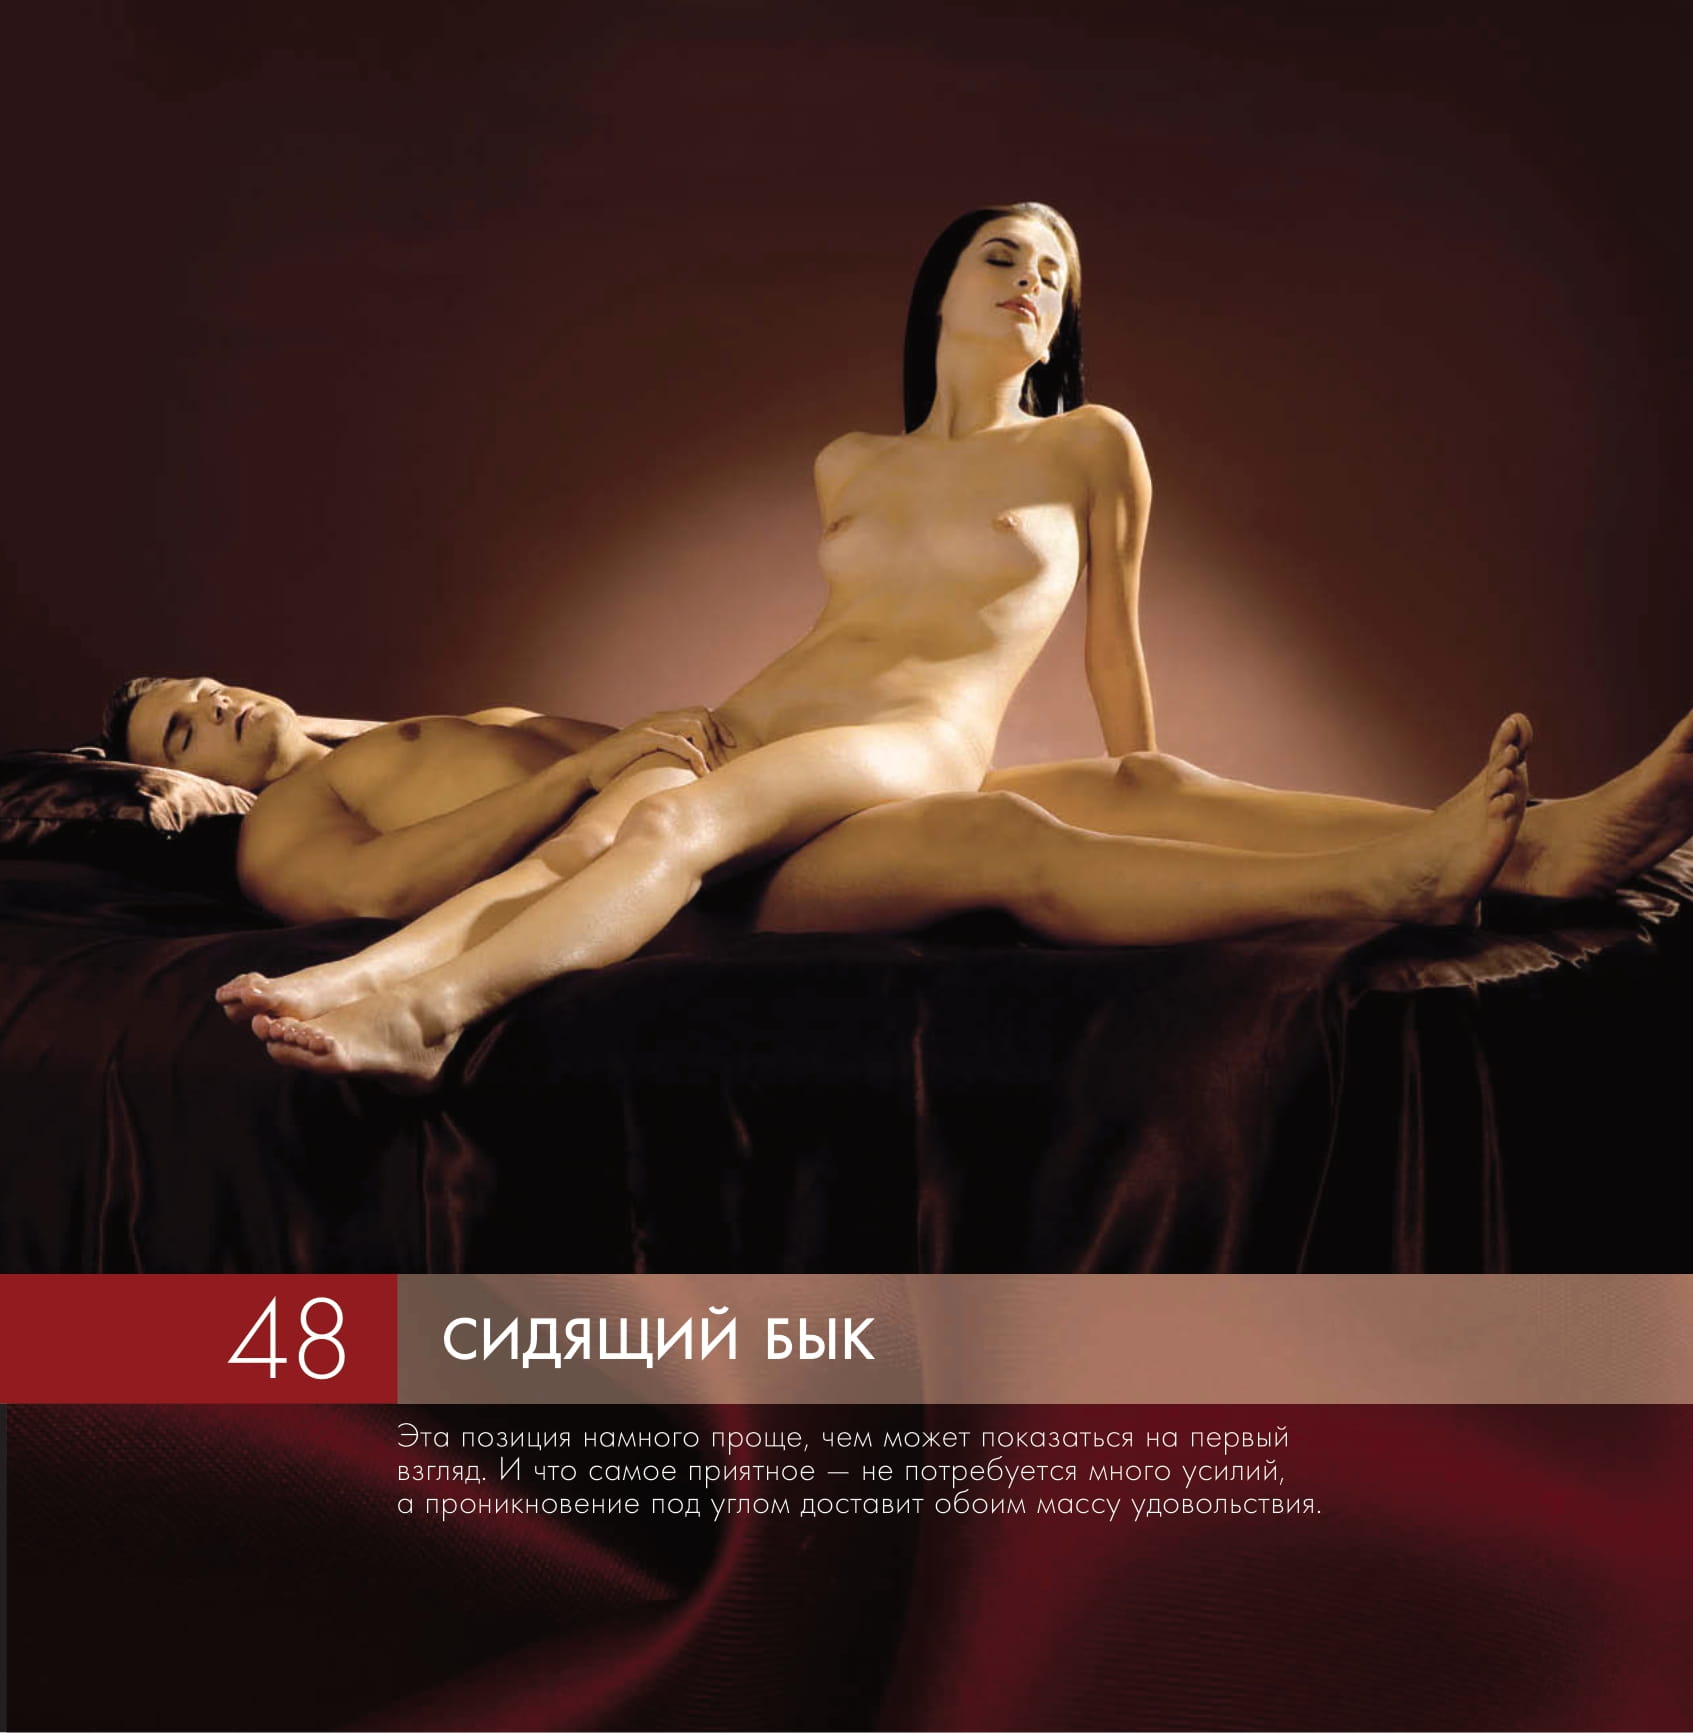 48
СИДЯЩИЙ БЫК
Эта позиция намного проще, чем может показаться на первый
взгляд. И что самое приятное — не потребуется много усилий,
а проникновение под углом доставит обоим массу удовольствия.